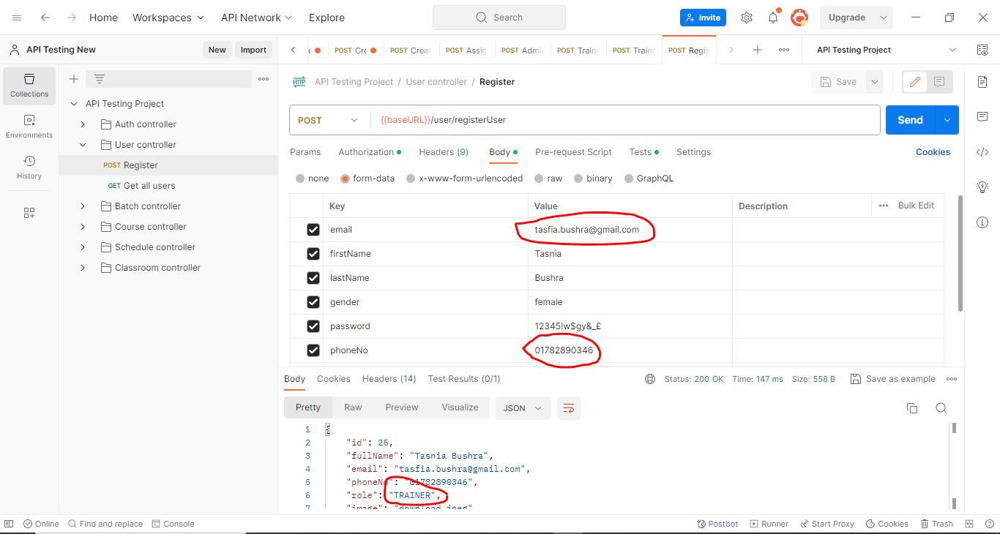 Home Workspaces API Network Explore Search Invite Upgrade
API Testing New New Import
POST Cre POST Creat POST Assig POST Admi POST Traine POST Traine POST Regis API Testing Project
Collections
Environments
History
API Testing Project
Auth controller
User controller
POST Register
GET Get all users
Batch controller
Course controller
Schedule controller
Classroom controller
HTTP API Testing Project / User controller / Register Save
POST {{baseURL}}/user/registerUser Send
Params Authorization Headers (9) Body Pre-request Script Tests Settings Cookies
none form-data x-www-form-urlencoded raw binary GraphQL
Key Value Description Bulk Edit
email tasfia.bushra@gmail.com
firstName Tasnia
lastName Bushra
gender female
password 12345!w$gy&_£
phoneNo 01782890346
Body Cookies Headers (14) Test Results (0/1) Status: 200 OK Time: 147 ms Size: 558 B Save as example
Pretty Raw Preview Visualize JSON
1 {
2 "id": 25,
3 "fullName": "Tasnia Bushra",
4 "email": "tasfia.bushra@gmail.com",
5 "phoneNo": "01782890346",
6 "role": "TRAINER",
7 "image": "download.jpeg"
Online Find and replace Console Postbot Runner Start Proxy Cookies Trash